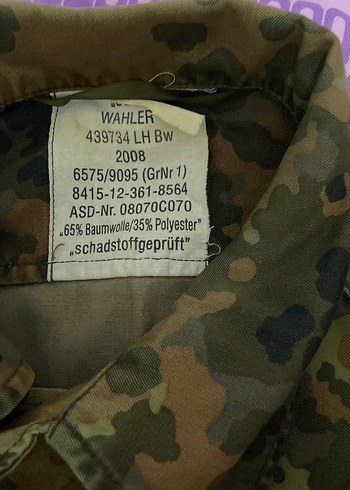 WAHLER
439734 LH Bw
2008
6575/9095 (GrNr 1)
8415-12-361-8564
ASD-Nr. 08070C070
„65% Baumwolle/35% Polyester”
„schadstoffgeprüft”